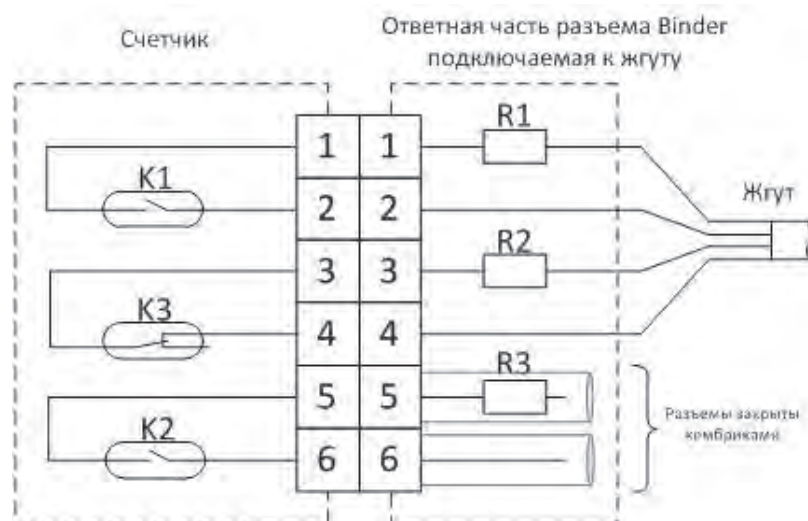 Счетчик
Ответная часть разъема Binder
подключаемая к жгуту
R1
1 1
K1
Жгут
2 2
R2
3 3
K3
4 4
R3
5 5
Разъемы закрыты
кембриками
K2
6 6